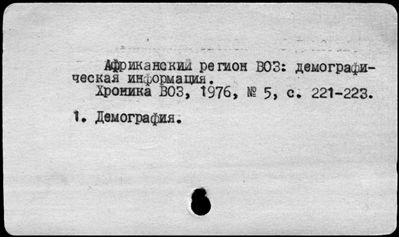 Африканский регион ВОЗ: демографи-
ческая информация.
Хроника ВОЗ, 1976, № 5, с. 221-223.
1. Демография.